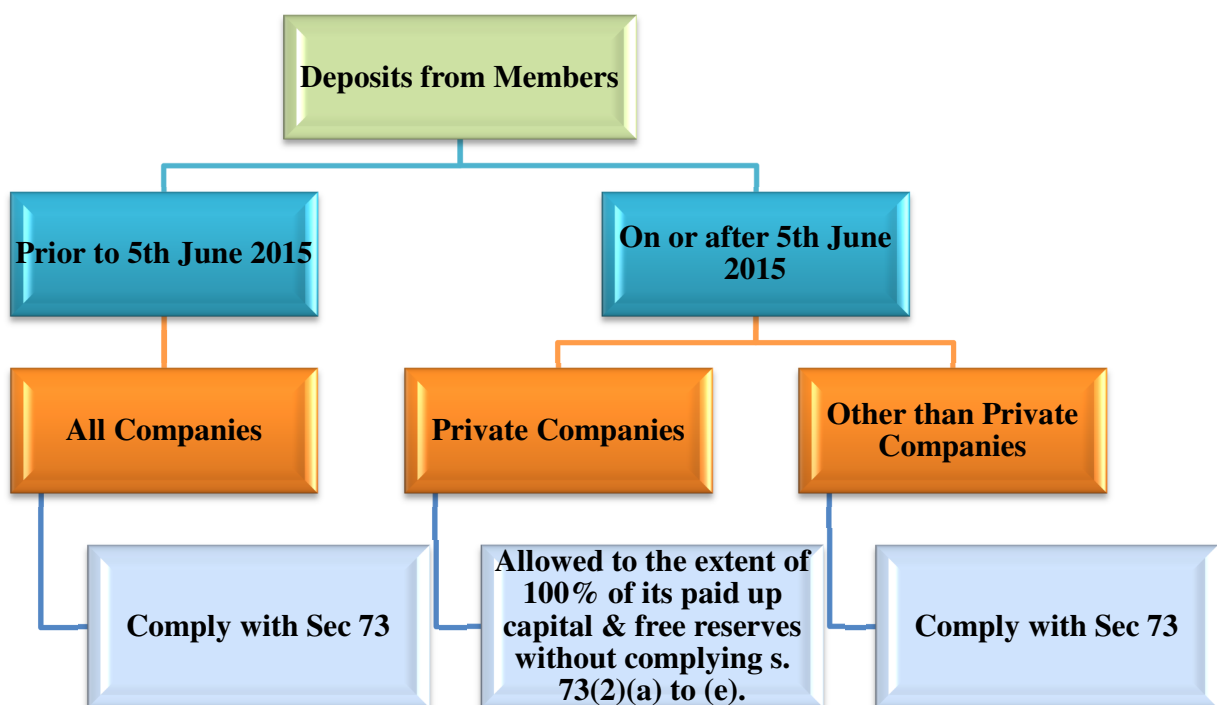 Deposits from Members
Prior to 5th June 2015
On or after 5th June
2015
All Companies
Private Companies
Other than Private
Companies
Comply with Sec 73
Allowed to the extent of
100% of its paid up
capital & free reserves
without complying s.
73(2)(a) to (e).
Comply with Sec 73